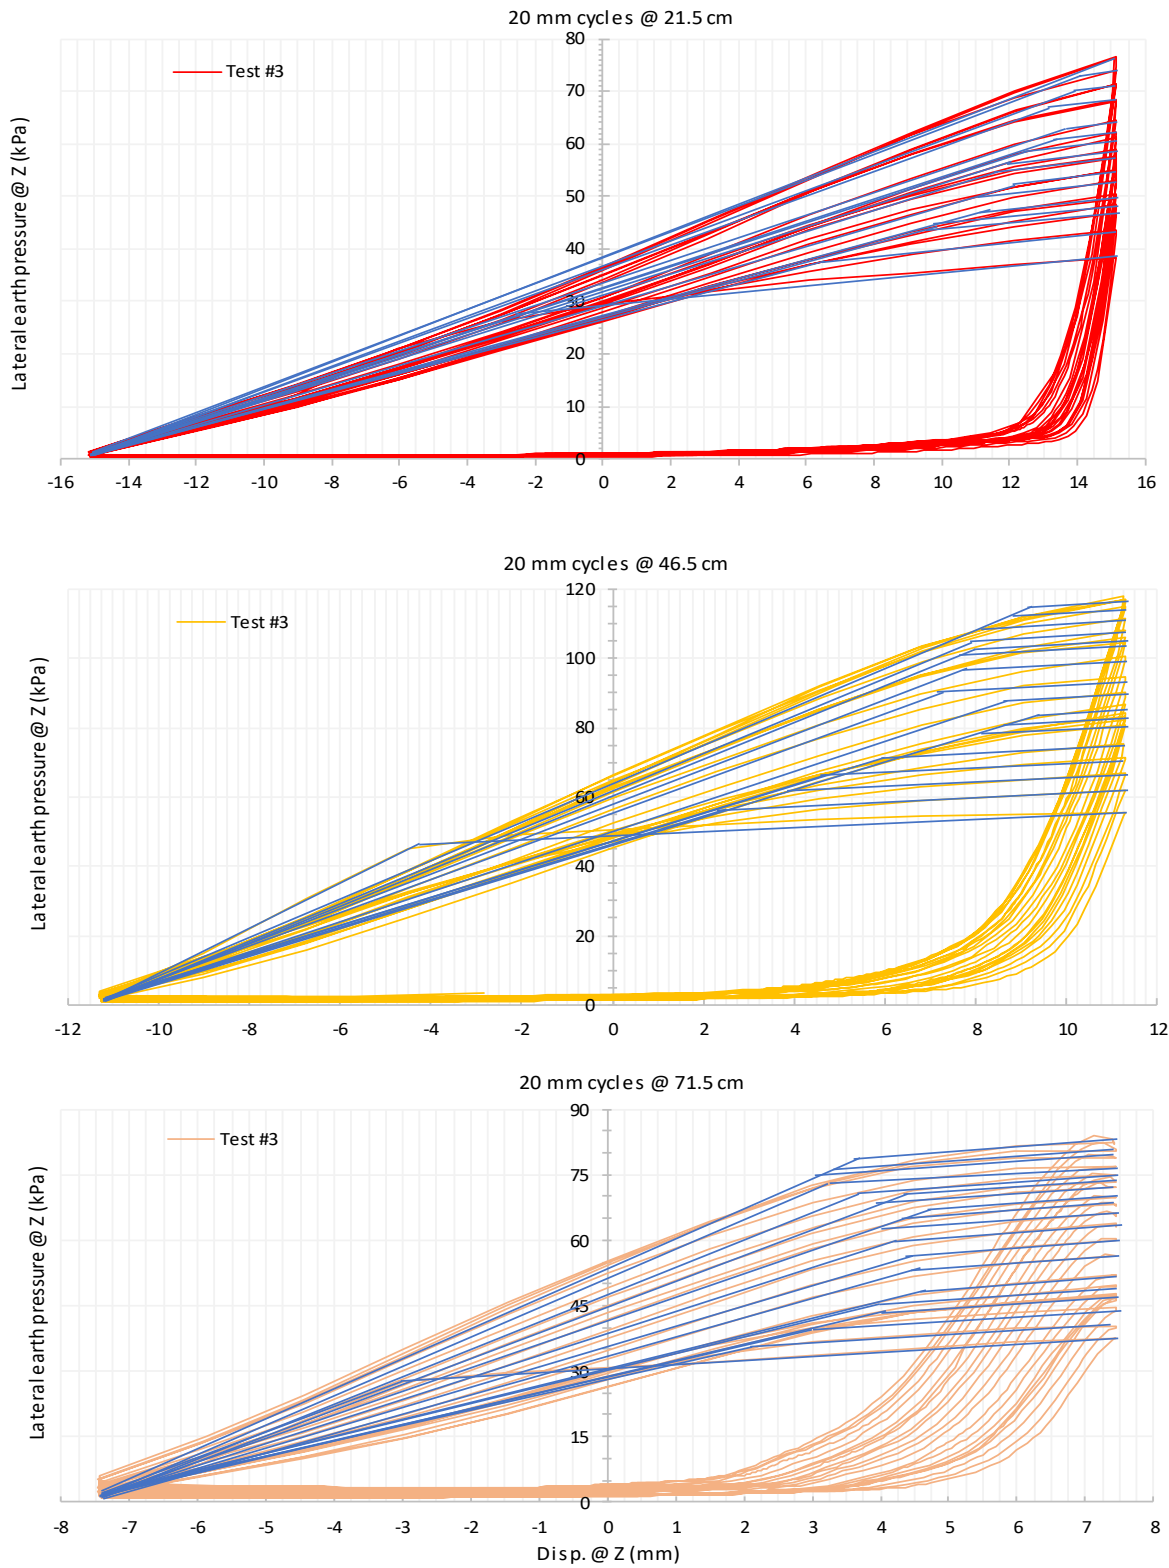 20 mm cycles @ 21.5 cm
Lateral earth pressure @ Z (kPa)
Test #3
80
70
60
50
40
30
20
10
0
-16 -14 -12 -10 -8 -6 -4 -2 0 2 4 6 8 10 12 14 16
20 mm cycles @ 46.5 cm
Lateral earth pressure @ Z (kPa)
Test #3
120
100
80
60
40
20
0
-12 -10 -8 -6 -4 -2 0 2 4 6 8 10 12
20 mm cycles @ 71.5 cm
Lateral earth pressure @ Z (kPa)
Test #3
90
75
60
45
30
15
0
-8 -7 -6 -5 -4 -3 -2 -1 0 1 2 3 4 5 6 7 8
Disp. @ Z (mm)